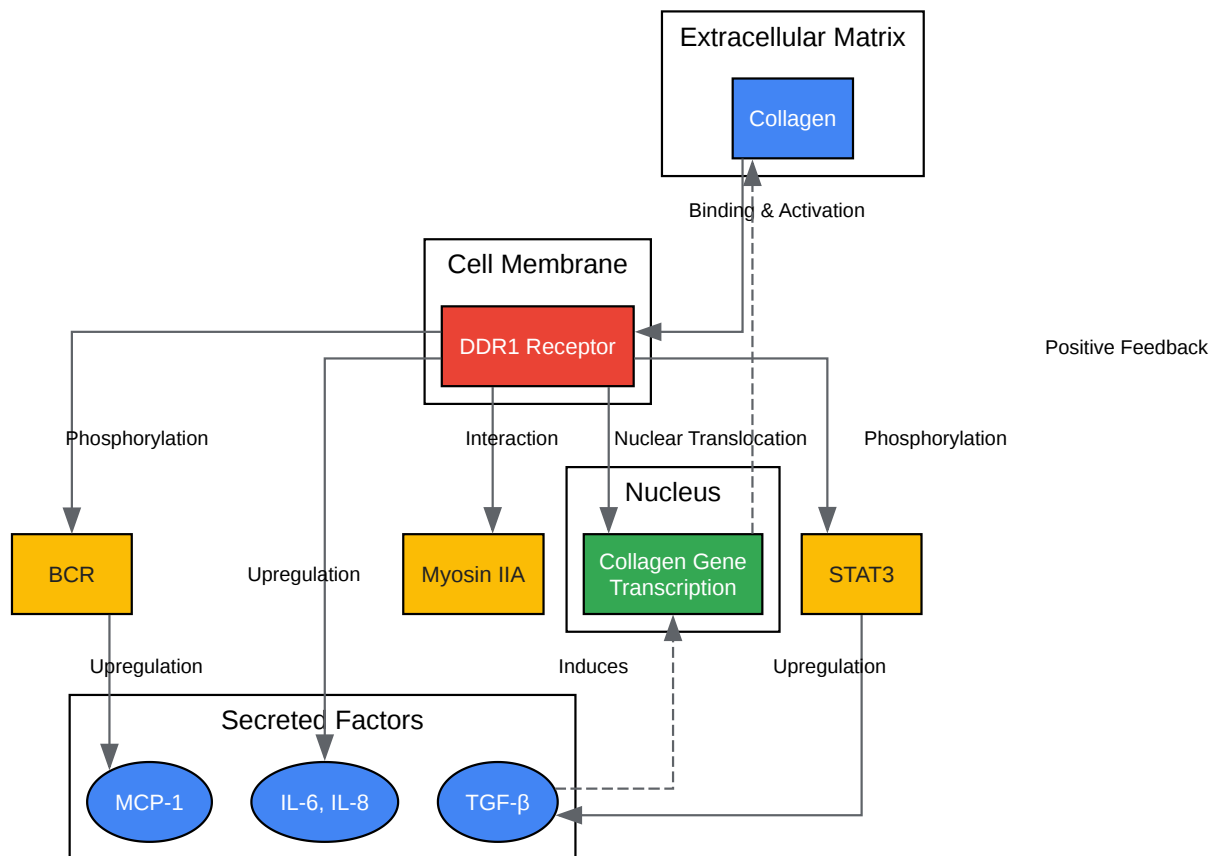 Extracellular Matrix
Collagen
Binding & Activation
Cell Membrane
DDR1 Receptor
Positive Feedback
Phosphorylation
Interaction
Nuclear Translocation
Phosphorylation
Nucleus
BCR
Upregulation
Myosin IIA
Collagen Gene
Transcription
STAT3
Upregulation
Induces
Upregulation
Secreted Factors
MCP-1
IL-6, IL-8
TGF-β